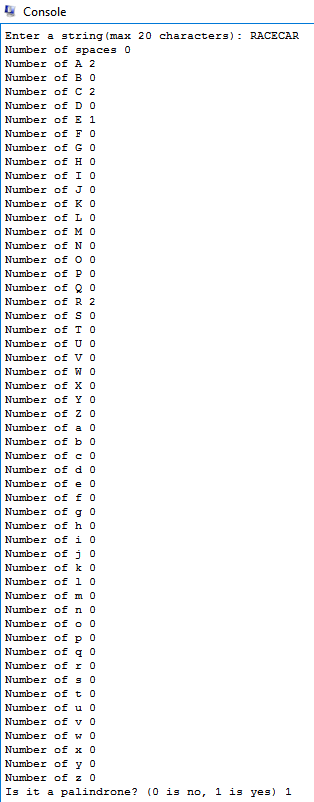 Console
Enter a string(max 20 characters): RACECAR
Number of spaces 0
Number of A 2
Number of B 0
Number of C 2
Number of D 0
Number of E 1
Number of F 0
Number of G 0
Number of H 0
Number of I 0
Number of J 0
Number of K 0
Number of L 0
Number of M 0
Number of N 0
Number of O 0
Number of P 0
Number of Q 0
Number of R 2
Number of S 0
Number of T 0
Number of U 0
Number of V 0
Number of W 0
Number of X 0
Number of Y 0
Number of Z 0
Number of a 0
Number of b 0
Number of c 0
Number of d 0
Number of e 0
Number of f 0
Number of g 0
Number of h 0
Number of i 0
Number of j 0
Number of k 0
Number of l 0
Number of m 0
Number of n 0
Number of o 0
Number of p 0
Number of q 0
Number of r 0
Number of s 0
Number of t 0
Number of u 0
Number of v 0
Number of w 0
Number of x 0
Number of y 0
Number of z 0
Is it a palindrone? (0 is no, 1 is yes) 1